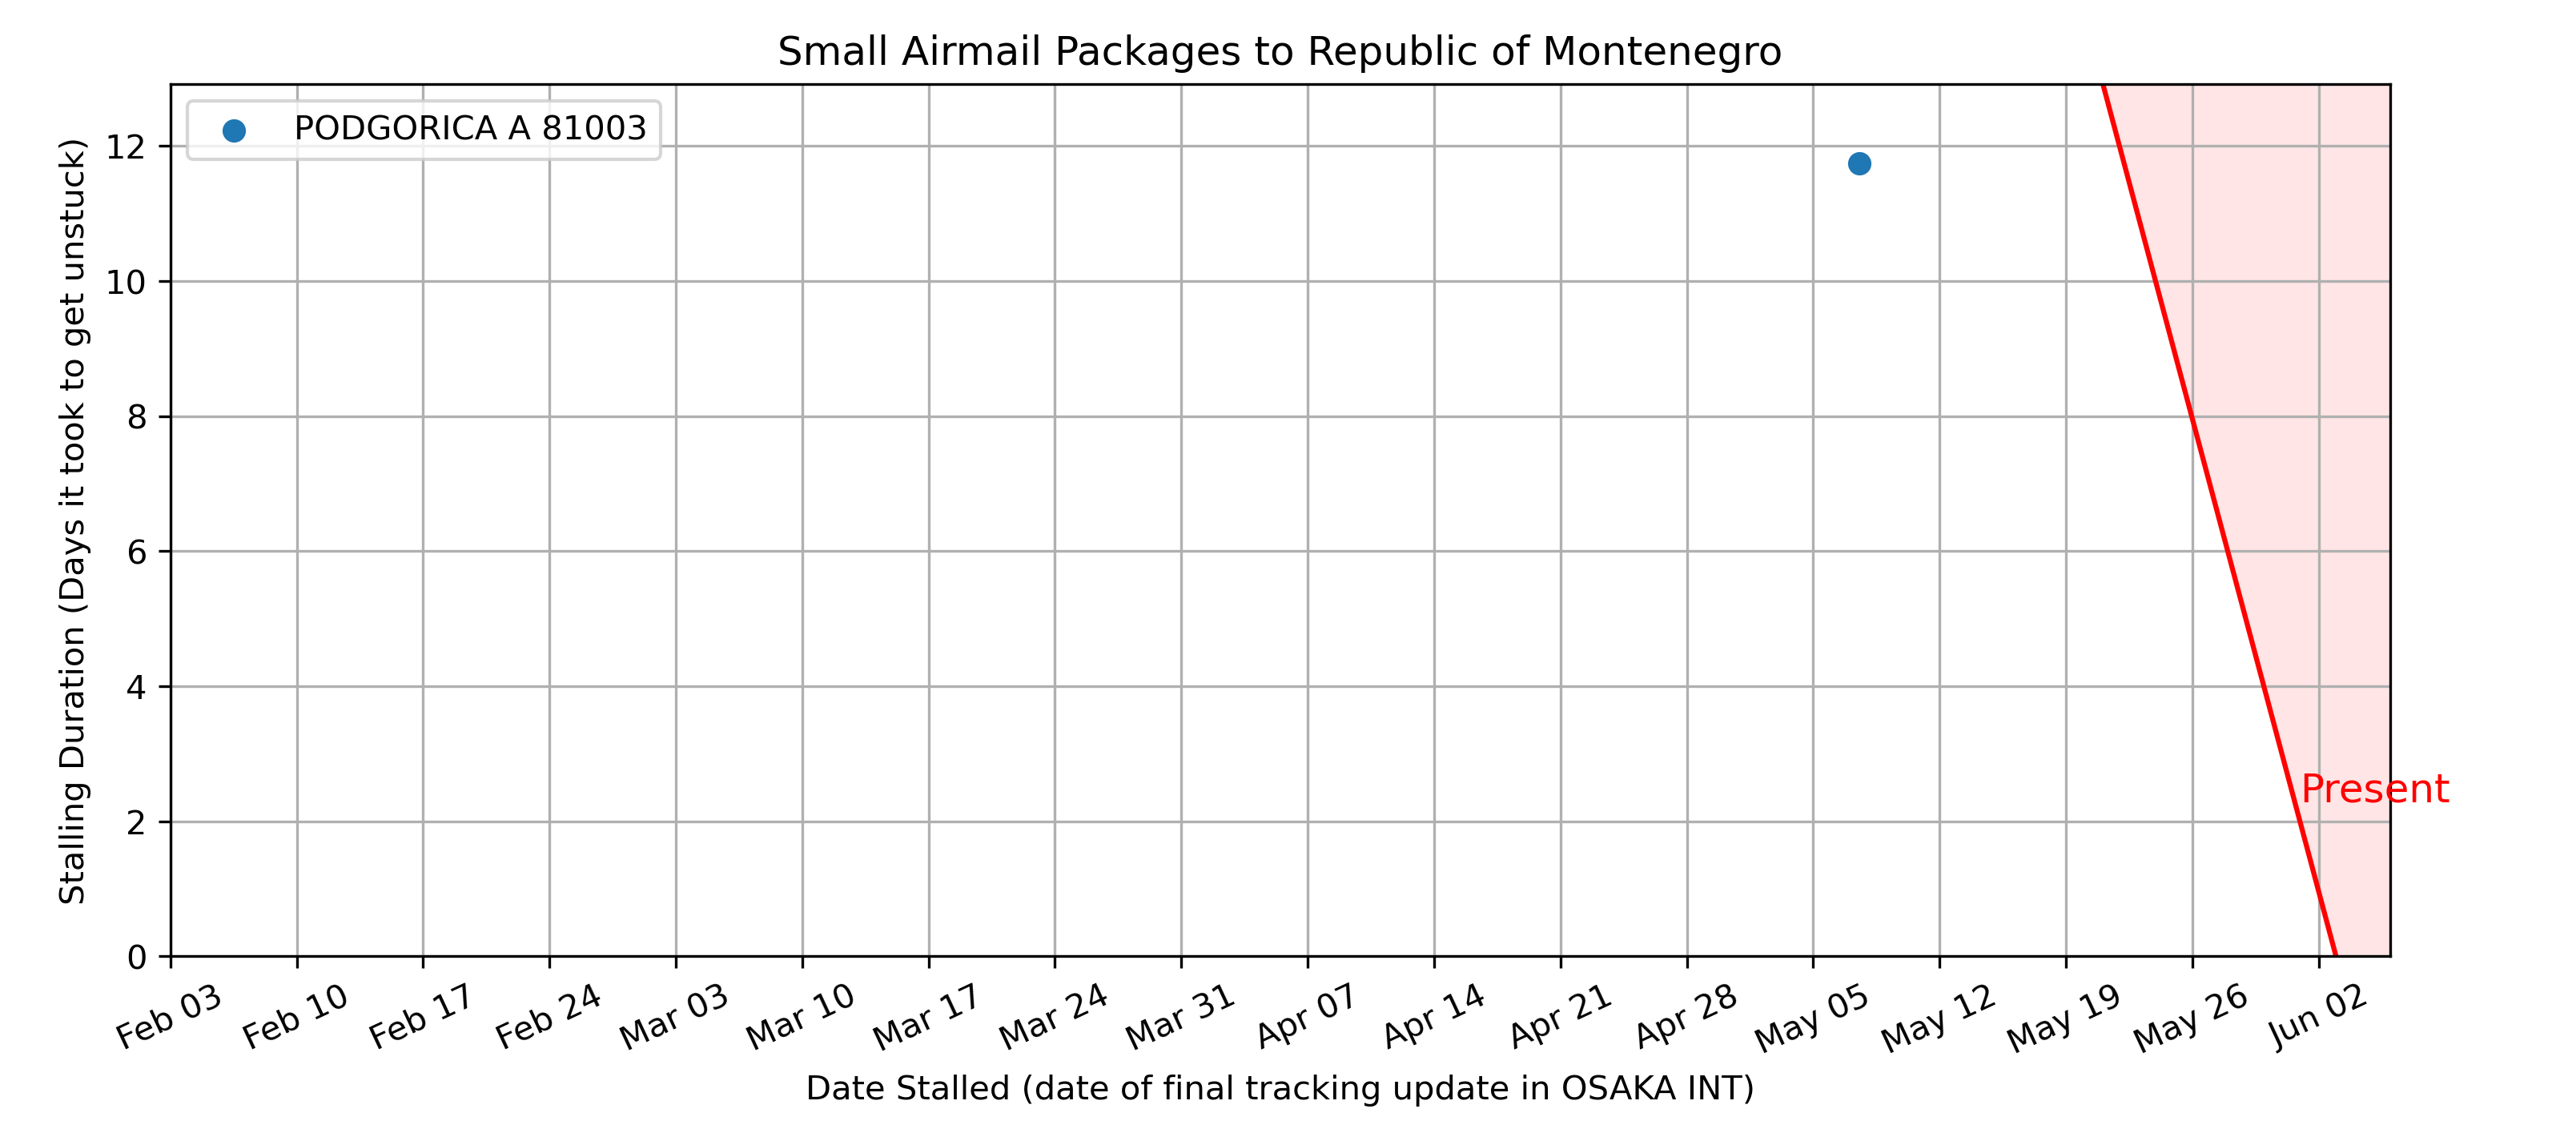 Small Airmail Packages to Republic of Montenegro
PODGORICA A 81003
Stalling Duration (Days it took to get unstuck)
12
10
8
6
4
2
0
Present
Feb 03
Feb 10
Feb 17
Feb 24
Mar 03
Mar 10
Mar 17
Mar 24
Mar 31
Apr 07
Apr 14
Apr 21
Apr 28
May 05
May 12
May 19
May 26
Jun 02
Date Stalled (date of final tracking update in OSAKA INT)